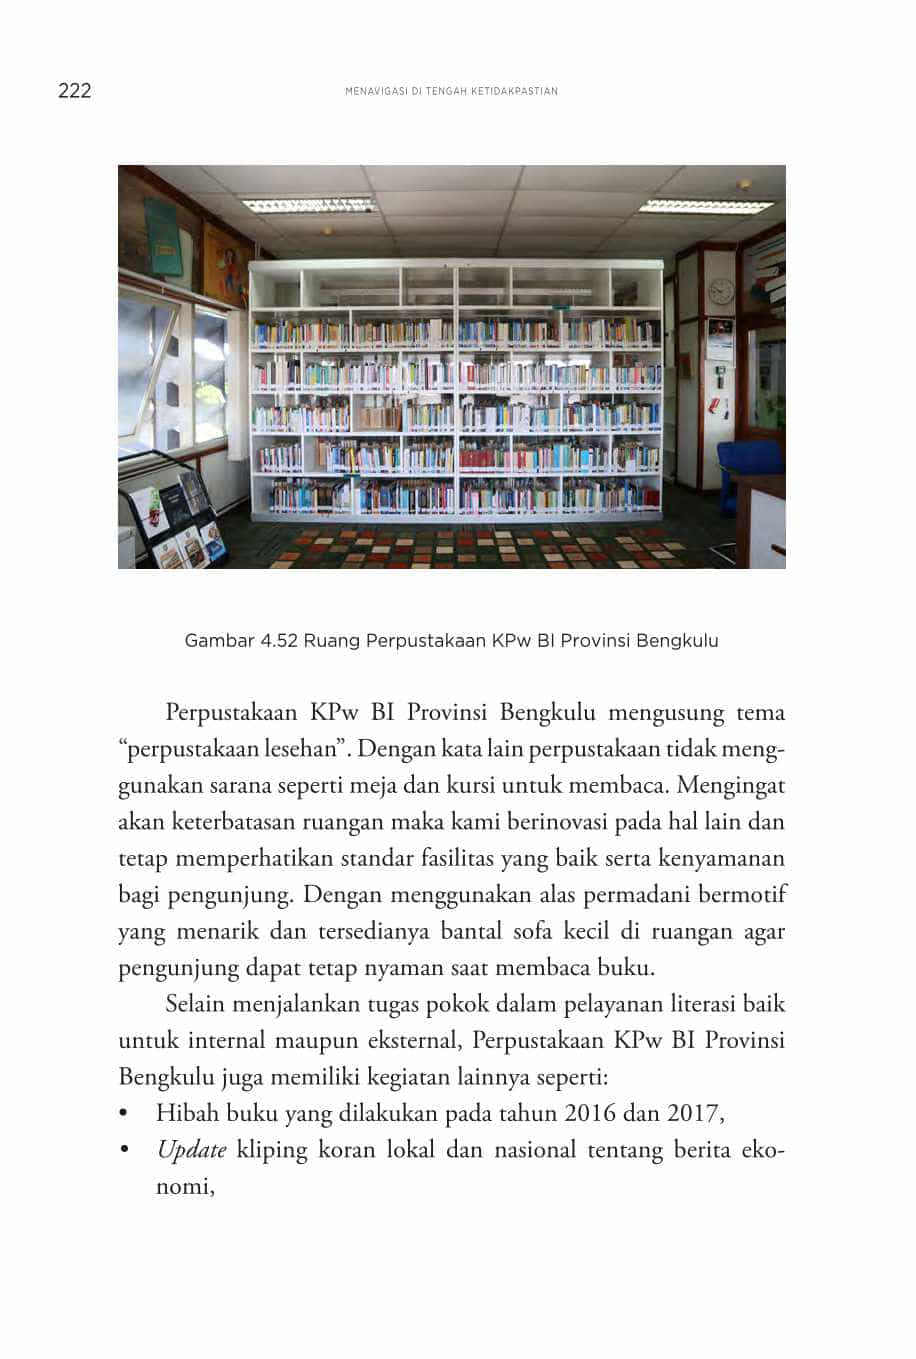 222
MENAVIGASI DI TENGAH KETIDAKPASTIAN
Gambar 4.52 Ruang Perpustakaan KPw BI Provinsi Bengkulu
Perpustakaan KPw BI Provinsi Bengkulu mengusung tema
“perpustakaan lesehan”. Dengan kata lain perpustakaan tidak meng-
gunakan sarana seperti meja dan kursi untuk membaca. Mengingat
akan keterbatasan ruangan maka kami berinovasi pada hal lain dan
tetap memperhatikan standar fasilitas yang baik serta kenyamanan
bagi pengunjung. Dengan menggunakan alas permadani bermotif
yang menarik dan tersedianya bantal sofa kecil di ruangan agar
pengunjung dapat tetap nyaman saat membaca buku.
Selain menjalankan tugas pokok dalam pelayanan literasi baik
untuk internal maupun eksternal, Perpustakaan KPw BI Provinsi
Bengkulu juga memiliki kegiatan lainnya seperti:
• Hibah buku yang dilakukan pada tahun 2016 dan 2017,
• Update kliping koran lokal dan nasional tentang berita eko-
nomi,